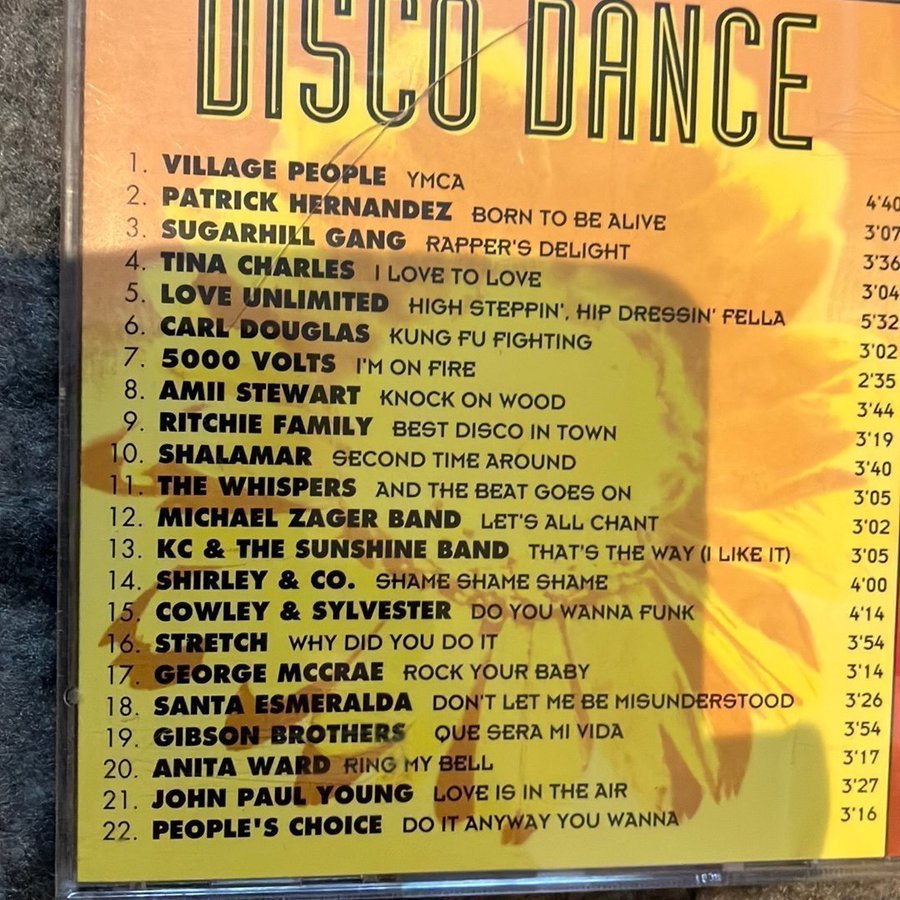 DISCO DANCE
1. VILLAGE PEOPLE YMCA 4'40
2. PATRICK HERNANDEZ BORN TO BE ALIVE 3'07
3. SUGARHILL GANG RAPPER'S DELIGHT 3'36
4. TINA CHARLES I LOVE TO LOVE 3'04
5. LOVE UNLIMITED HIGH STEPPIN', HIP DRESSIN' FELLA 5'32
6. CARL DOUGLAS KUNG FU FIGHTING 3'02
7. 5000 VOLTS I'M ON FIRE 2'35
8. AMII STEWART KNOCK ON WOOD 3'44
9. RITCHIE FAMILY BEST DISCO IN TOWN 3'19
10. SHALAMAR SECOND TIME AROUND 3'40
11. THE WHISPERS AND THE BEAT GOES ON 3'05
12. MICHAEL ZAGER BAND LET'S ALL CHANT 3'02
13. KC & THE SUNSHINE BAND THAT'S THE WAY (I LIKE IT) 3'05
14. SHIRLEY & CO. SHAME SHAME SHAME 4'00
15. COWLEY & SYLVESTER DO YOU WANNA FUNK 4'14
16. STRETCH WHY DID YOU DO IT 3'54
17. GEORGE MCCRAE ROCK YOUR BABY 3'14
18. SANTA ESMERALDA DON'T LET ME BE MISUNDERSTOOD 3'26
19. GIBSON BROTHERS QUE SERA MI VIDA 3'54
20. ANITA WARD RING MY BELL 3'17
21. JOHN PAUL YOUNG LOVE IS IN THE AIR 3'27
22. PEOPLE'S CHOICE DO IT ANYWAY YOU WANNA 3'16